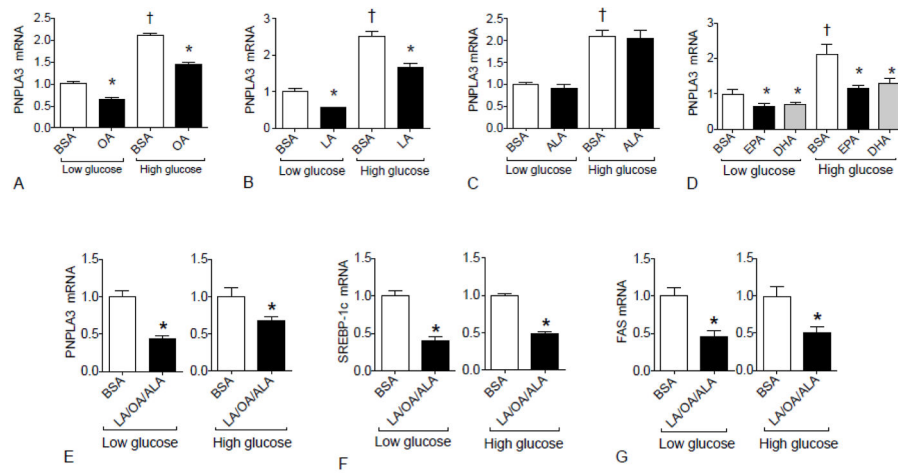 PNPLA3 mRNA
2.5
2.0
1.5
1.0
0.5
0.0
†
*
*
BSA
OA
BSA
OA
Low glucose
High glucose
A
PNPLA3 mRNA
3
2
1
0
†
*
*
BSA
LA
BSA
LA
Low glucose
High glucose
B
PNPLA3 mRNA
2.5
2.0
1.5
1.0
0.5
0.0
†
BSA
ALA
BSA
ALA
Low glucose
High glucose
C
PNPLA3 mRNA
3
2
1
0
†
*
*
*
*
BSA
EPA
DHA
BSA
EPA
DHA
Low glucose
High glucose
D
PNPLA3 mRNA
1.5
1.0
0.5
0.0
*
BSA
LA/OA/ALA
Low glucose
1.5
1.0
0.5
0.0
*
BSA
LA/OA/ALA
High glucose
E
SREBP-1c mRNA
1.5
1.0
0.5
0.0
*
BSA
LA/OA/ALA
Low glucose
1.5
1.0
0.5
0.0
*
BSA
LA/OA/ALA
High glucose
F
FAS mRNA
1.5
1.0
0.5
0.0
*
BSA
LA/OA/ALA
Low glucose
1.5
1.0
0.5
0.0
*
BSA
LA/OA/ALA
High glucose
G